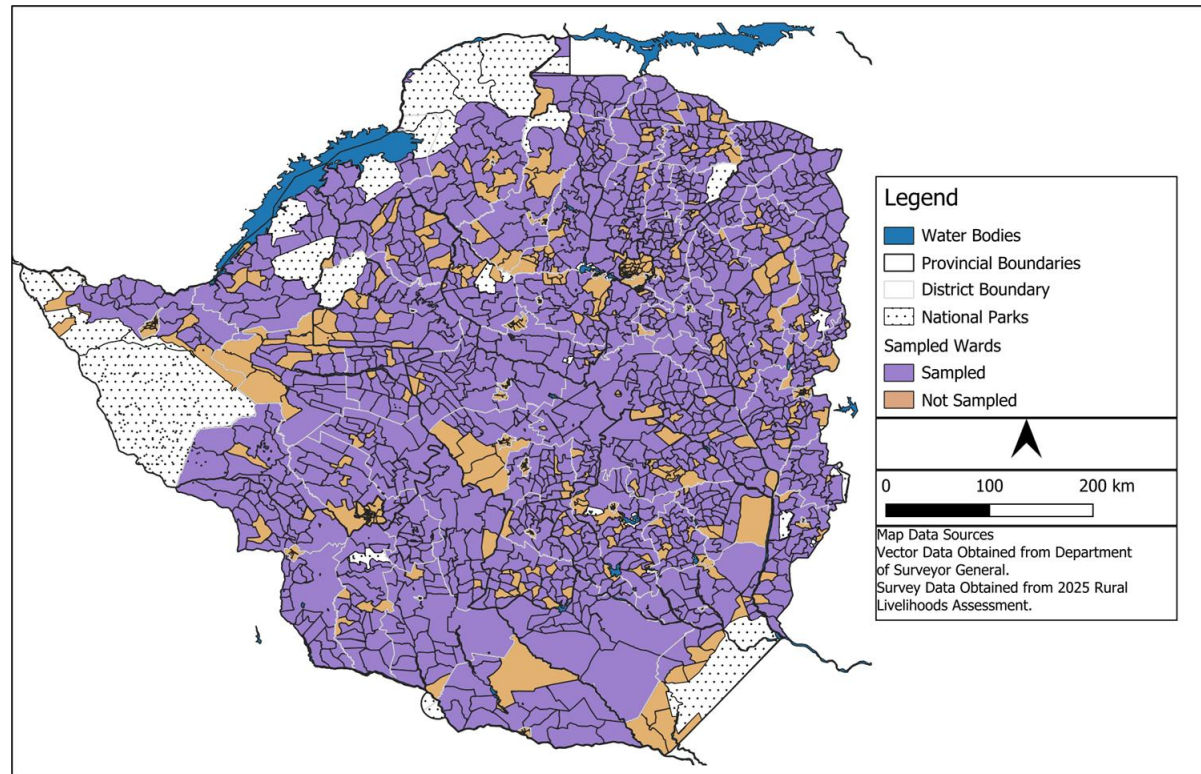 Legend
Water Bodies
Provincial Boundaries
District Boundary
National Parks
Sampled Wards
Sampled
Not Sampled
0 100 200 km
Map Data Sources
Vector Data Obtained from Department
of Surveyor General.
Survey Data Obtained from 2025 Rural
Livelihoods Assessment.